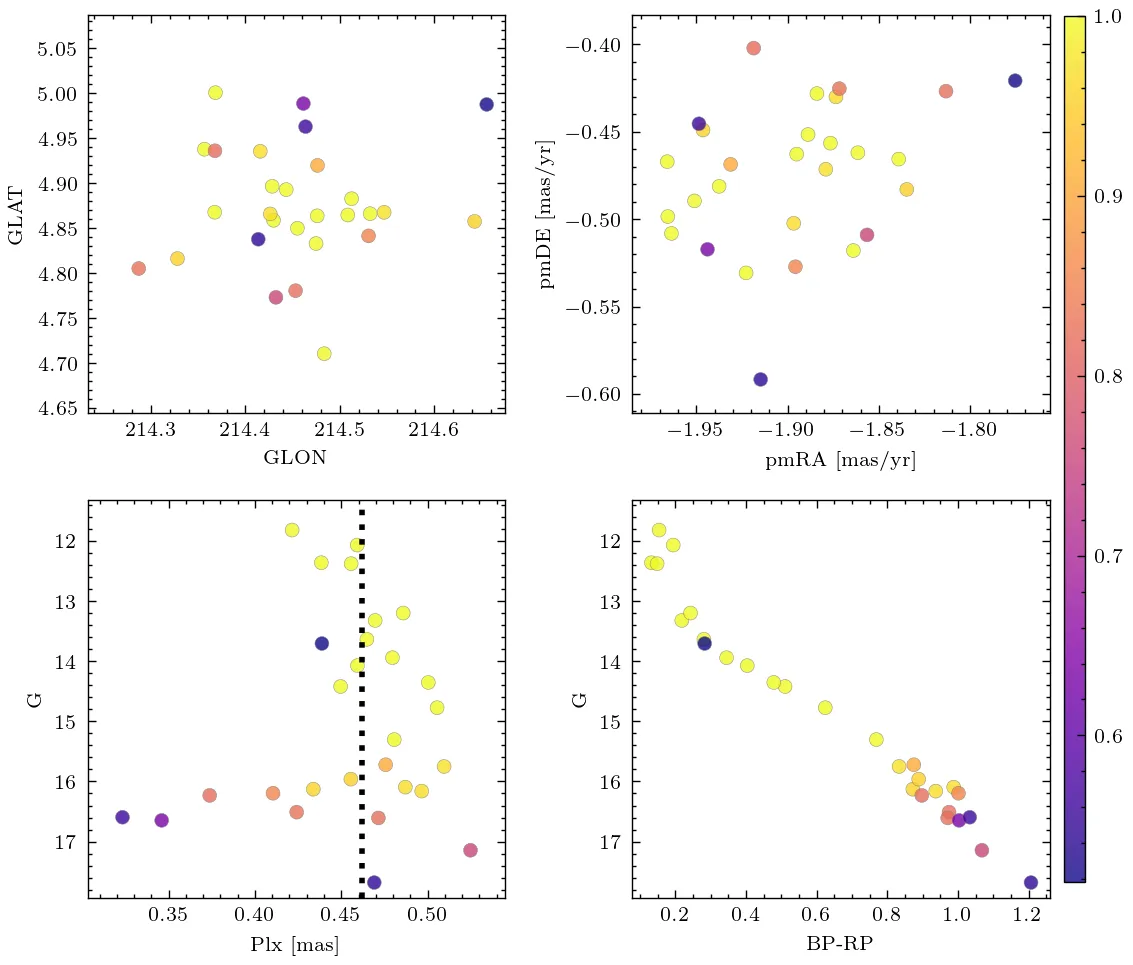 5.05
5.00
4.95
4.90
4.85
4.80
4.75
4.70
4.65
GLAT
214.3 214.4 214.5 214.6
GLON
−0.40
−0.45
−0.50
−0.55
−0.60
pmDE [mas/yr]
−1.95 −1.90 −1.85 −1.80
pmRA [mas/yr]
12
13
14
15
16
17
G
0.35 0.40 0.45 0.50
Plx [mas]
12
13
14
15
16
17
G
0.2 0.4 0.6 0.8 1.0 1.2
BP-RP
1.0
0.9
0.8
0.7
0.6